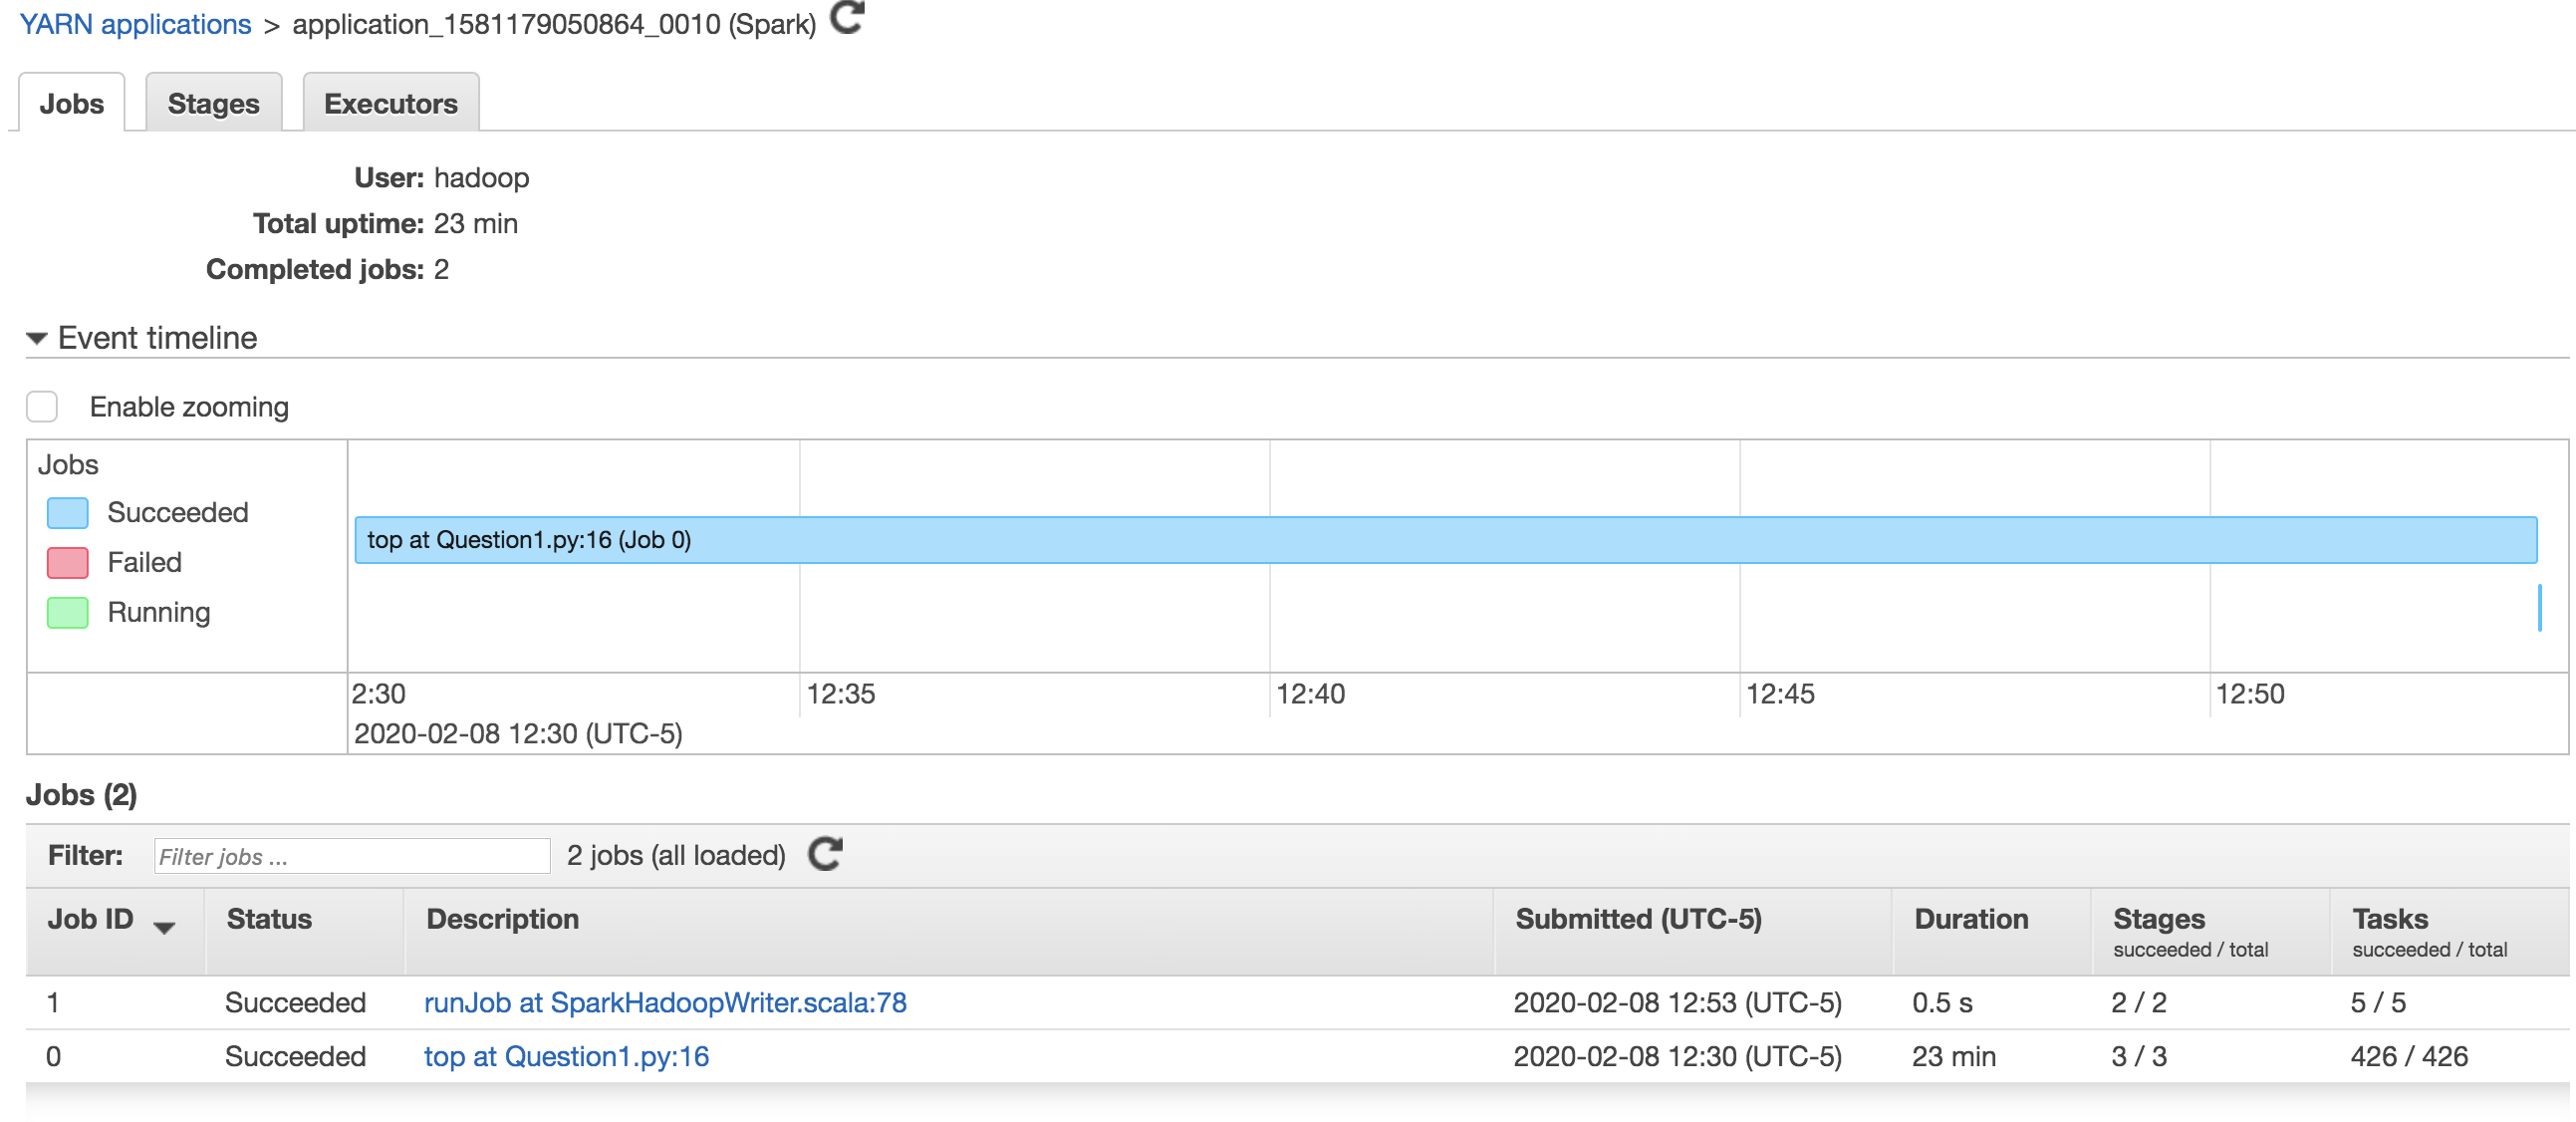 YARN applications > application_1581179050864_0010 (Spark)
Jobs Stages Executors
User: hadoop
Total uptime: 23 min
Completed jobs: 2
Event timeline
Enable zooming
Jobs
Succeeded
Failed
Running
top at Question1.py:16 (Job 0)
2:30 12:35 12:40 12:45 12:50
2020-02-08 12:30 (UTC-5)
Jobs (2)
Filter: Filter jobs ... 2 jobs (all loaded)
Job ID Status Description Submitted (UTC-5) Duration Stages Tasks
succeeded / total succeeded / total
1 Succeeded runJob at SparkHadoopWriter.scala:78 2020-02-08 12:53 (UTC-5) 0.5 s 2 / 2 5 / 5
0 Succeeded top at Question1.py:16 2020-02-08 12:30 (UTC-5) 23 min 3 / 3 426 / 426